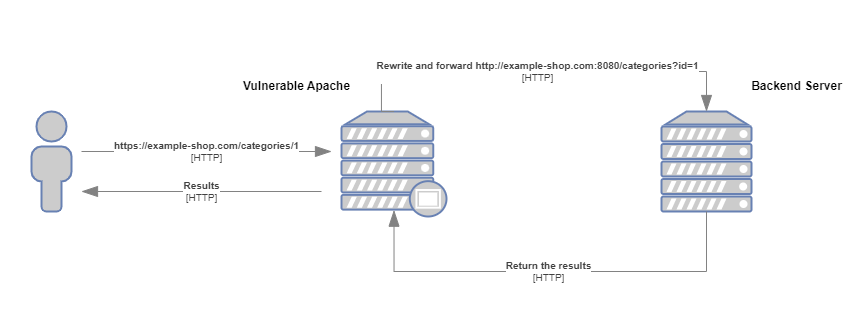 Rewrite and forward http://example-shop.com:8080/categories?id=1
[HTTP]
Vulnerable Apache
Backend Server
https://example-shop.com/categories/1
[HTTP]
Results
[HTTP]
Return the results
[HTTP]